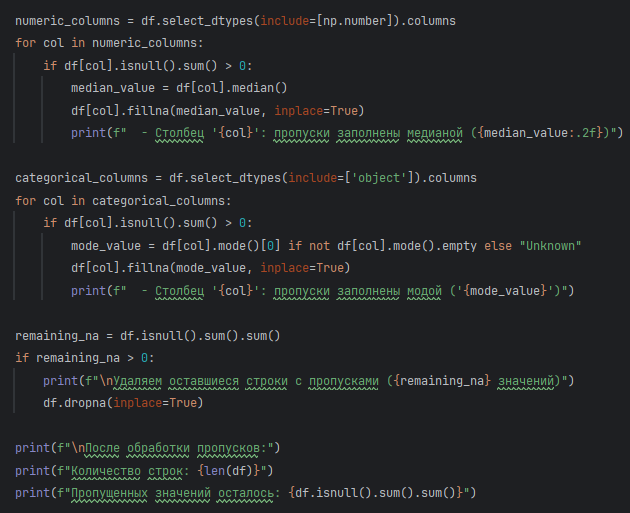 numeric_columns = df.select_dtypes(include=[np.number]).columns
for col in numeric_columns:
    if df[col].isnull().sum() > 0:
        median_value = df[col].median()
        df[col].fillna(median_value, inplace=True)
        print(f"  - Столбец '{col}': пропуски заполнены медианой ({median_value:.2f})")

categorical_columns = df.select_dtypes(include=['object']).columns
for col in categorical_columns:
    if df[col].isnull().sum() > 0:
        mode_value = df[col].mode()[0] if not df[col].mode().empty else "Unknown"
        df[col].fillna(mode_value, inplace=True)
        print(f"  - Столбец '{col}': пропуски заполнены модой ('{mode_value}')")

remaining_na = df.isnull().sum().sum()
if remaining_na > 0:
    print(f"\nУдаляем оставшиеся строки с пропусками ({remaining_na} значений)")
    df.dropna(inplace=True)

print(f"\nПосле обработки пропусков:")
print(f"Количество строк: {len(df)}")
print(f"Пропущенных значений осталось: {df.isnull().sum().sum()}")